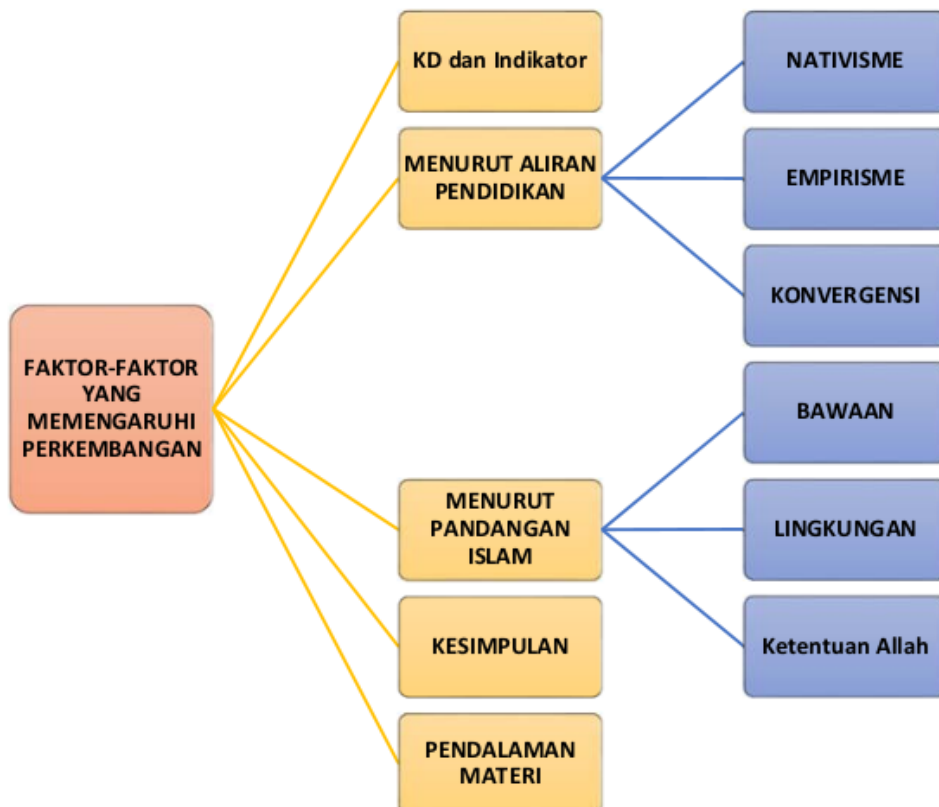 FAKTOR-FAKTOR
YANG
MEMENGARUHI
PERKEMBANGAN
KD dan Indikator
MENURUT ALIRAN
PENDIDIKAN
NATIVISME
EMPIRISME
KONVERGENSI
MENURUT
PANDANGAN
ISLAM
BAWAAN
LINGKUNGAN
Ketentuan Allah
KESIMPULAN
PENDALAMAN
MATERI